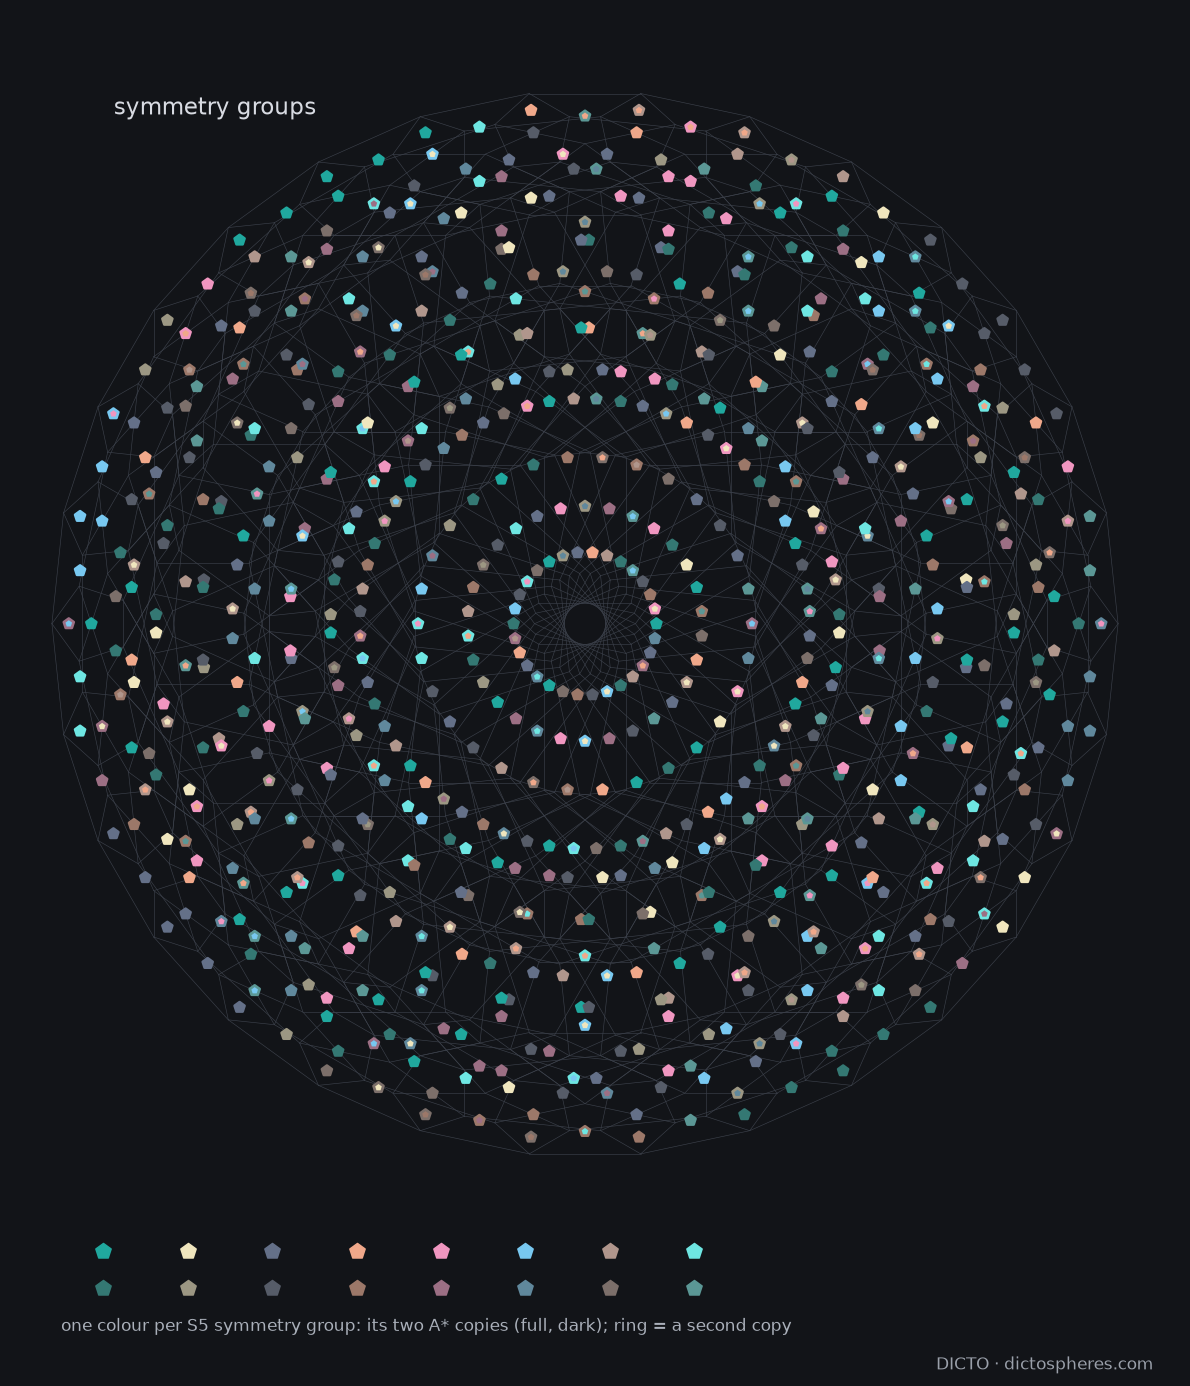 symmetry groups
one colour per S5 symmetry group: its two A* copies (full, dark); ring = a second copy
DICTO · dictospheres.com